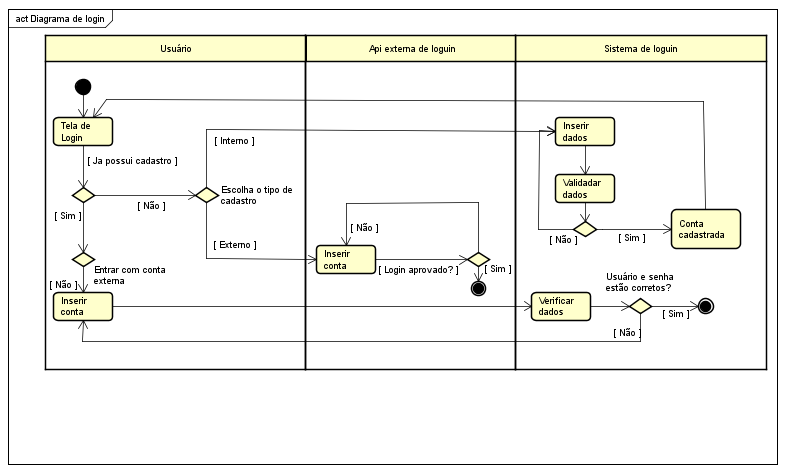 act Diagrama de login
Usuário
Api externa de loguin
Sistema de loguin
Tela de
Login
[ Ja possui cadastro ]
[ Interno ]
Inserir
dados
Escolha o tipo de
cadastro
[ Não ]
[ Sim ]
Validadar
dados
[ Não ]
[ Sim ]
Conta
cadastrada
[ Externo ]
[ Não ]
Inserir
conta
[ Login aprovado? ]
[ Sim ]
Entrar com conta
externa
[ Não ]
Inserir
conta
Verificar
dados
Usuário e senha
estão corretos?
[ Sim ]
[ Não ]